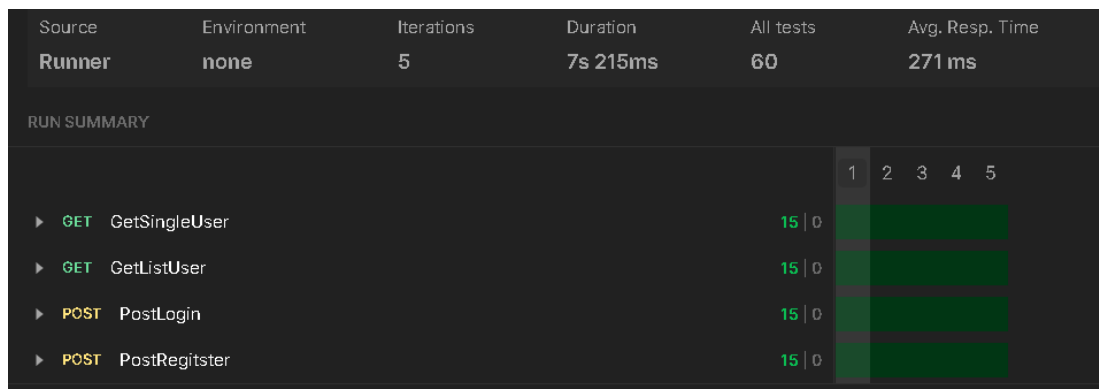 Source Environment Iterations Duration All tests Avg. Resp. Time
Runner none 5 7s 215ms 60 271 ms
RUN SUMMARY
1 2 3 4 5
GET GetSingleUser 15 | 0
GET GetListUser 15 | 0
POST PostLogin 15 | 0
POST PostRegitster 15 | 0